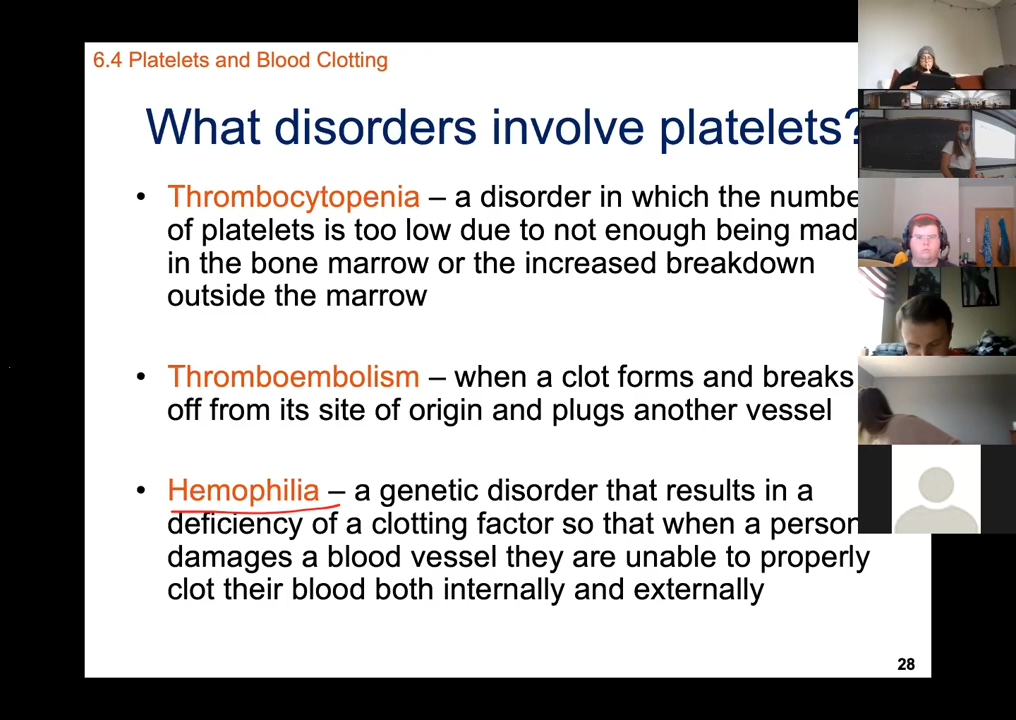 6.4 Platelets and Blood Clotting
What disorders involve platelets?
• Thrombocytopenia – a disorder in which the numbe
of platelets is too low due to not enough being mad
in the bone marrow or the increased breakdown
outside the marrow
• Thromboembolism – when a clot forms and breaks
off from its site of origin and plugs another vessel
• Hemophilia – a genetic disorder that results in a
deficiency of a clotting factor so that when a person
damages a blood vessel they are unable to properly
clot their blood both internally and externally
28